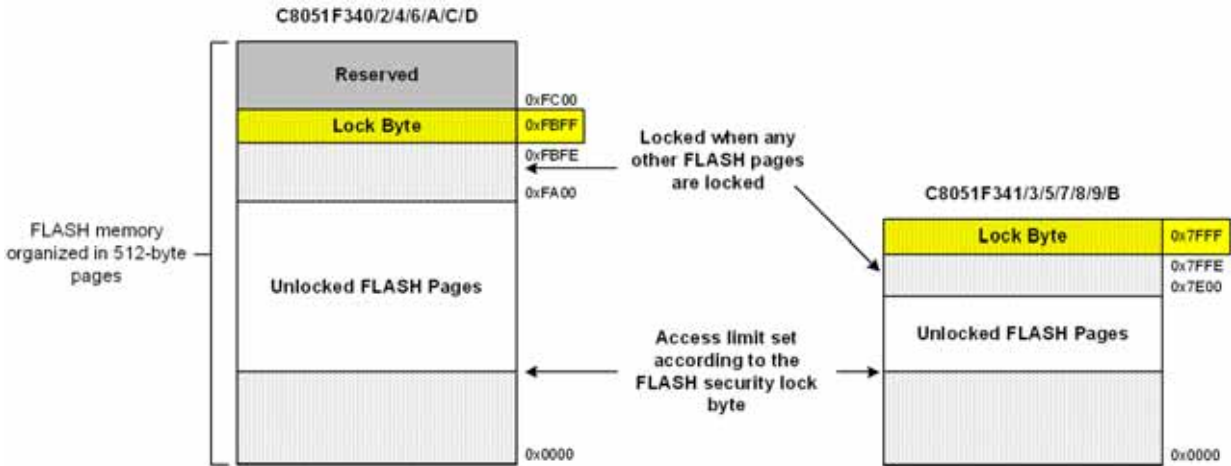 C8051F340/2/4/6/A/C/D
Reserved
0xFC00
Lock Byte
0xFBFF
0xFBFE
0xFA00
FLASH memory
organized in 512-byte
pages
Unlocked FLASH Pages
0x0000
Locked when any
other FLASH pages
are locked
Access limit set
according to the
FLASH security lock
byte
C8051F341/3/5/7/8/9/B
Lock Byte
0x7FFF
0x7FFE
0x7E00
Unlocked FLASH Pages
0x0000